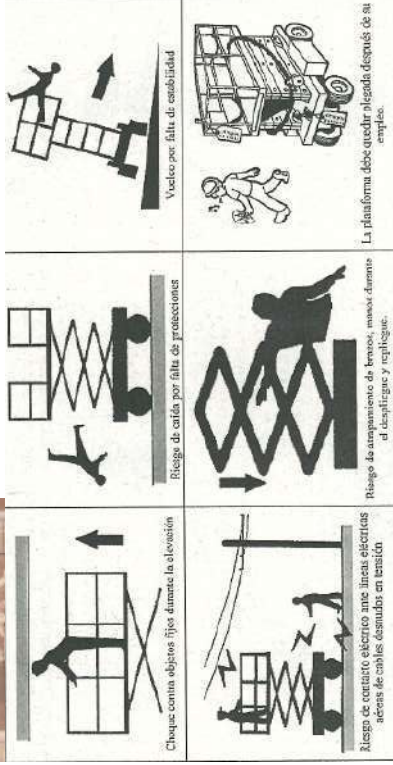 Choque contra objetos fijos durante la elevación
Riesgo de caída por falta de protecciones
Vuelco por falta de estabilidad
Riesgo de contacto eléctrico ante líneas eléctricas
aéreas de cables desnudos en tensión
Riesgo de atrapamiento de brazos, manos durante
el despliegue y repliegue.
La plataforma debe quedar plegada después de su
empleo.